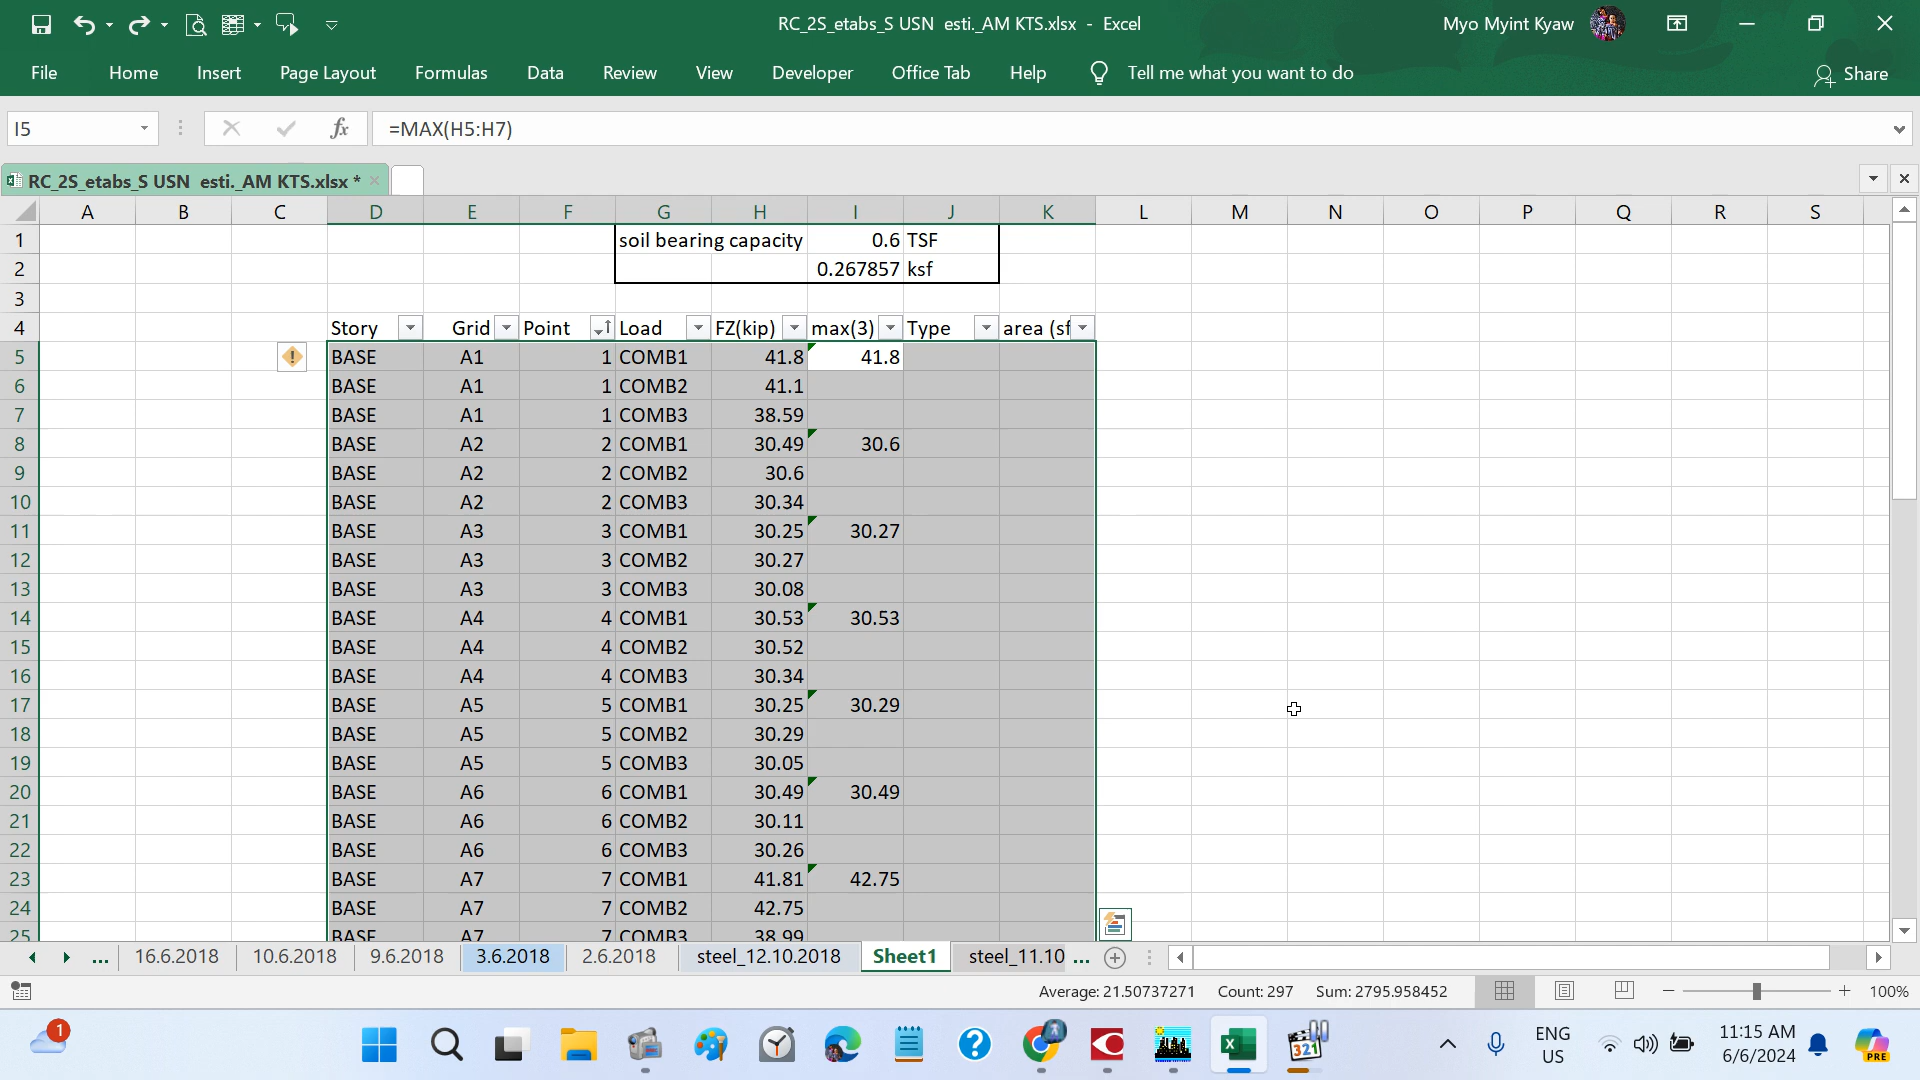 RC_2S_etabs_S USN esti._AM KTS.xlsx - Excel
Myo Myint Kyaw
File Home Insert Page Layout Formulas Data Review View Developer Office Tab Help Tell me what you want to do Share
I5 fx =MAX(H5:H7)
RC_2S_etabs_S USN esti._AM KTS.xlsx *
A B C D E F G H I J K L M N O P Q R S
1 soil bearing capacity 0.6 TSF
2 0.267857 ksf
3
4 Story Grid Point Load FZ(kip) max(3) Type area (sf
5 BASE A1 1 COMB1 41.8 41.8
6 BASE A1 1 COMB2 41.1
7 BASE A1 1 COMB3 38.59
8 BASE A2 2 COMB1 30.49 30.6
9 BASE A2 2 COMB2 30.6
10 BASE A2 2 COMB3 30.34
11 BASE A3 3 COMB1 30.25 30.27
12 BASE A3 3 COMB2 30.27
13 BASE A3 3 COMB3 30.08
14 BASE A4 4 COMB1 30.53 30.53
15 BASE A4 4 COMB2 30.52
16 BASE A4 4 COMB3 30.34
17 BASE A5 5 COMB1 30.25 30.29
18 BASE A5 5 COMB2 30.29
19 BASE A5 5 COMB3 30.05
20 BASE A6 6 COMB1 30.49 30.49
21 BASE A6 6 COMB2 30.11
22 BASE A6 6 COMB3 30.26
23 BASE A7 7 COMB1 41.81 42.75
24 BASE A7 7 COMB2 42.75
25 BASE A7 7 COMB3 38.99
... 16.6.2018 10.6.2018 9.6.2018 3.6.2018 2.6.2018 steel_12.10.2018 Sheet1 steel_11.10 ...
Average: 21.50737271 Count: 297 Sum: 2795.958452 100%
1
321
ENG
US
11:15 AM
6/6/2024
PRE